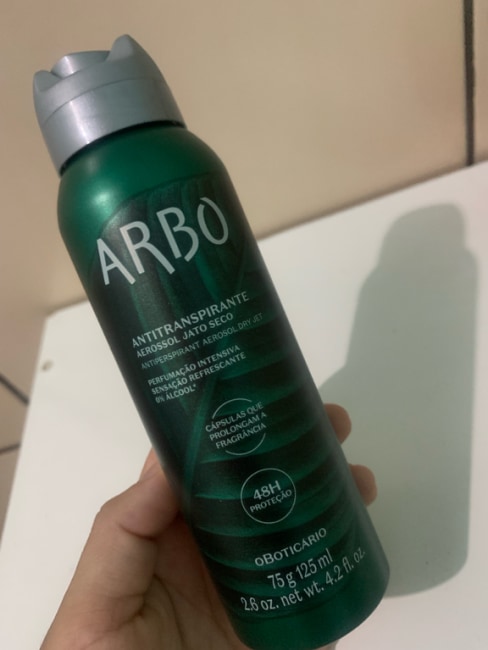 ARBO
ANTITRANSPIRANTE
AEROSSOL JATO SECO
ANTIPERSPIRANT AEROSOL DRY JET
PERFUMAÇÃO INTENSIVA
SENSAÇÃO REFRESCANTE
0% ÁLCOOL*
CÁPSULAS QUE
PROLONGAM A
FRAGRÂNCIA
48H
PROTEÇÃO
oBOTICÁRIO
75 g 125 ml
2.6 oz. net wt. 4.2 fl. oz.